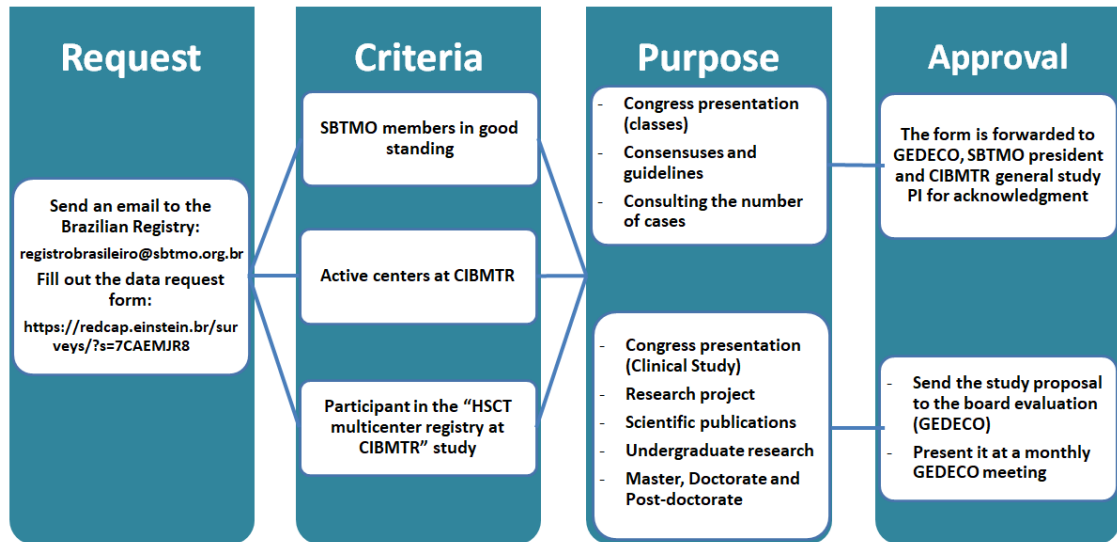 Request
Send an email to the
Brazilian Registry:
registrobrasileiro@sbtmo.org.br
Fill out the data request
form:
https://redcap.einstein.br/sur
veys/?s=7CAEMJR8
Criteria
SBTMO members in good
standing
Active centers at CIBMTR
Participant in the “HSCT
multicenter registry at
CIBMTR” study
Purpose
- Congress presentation
(classes)
- Consensuses and
guidelines
- Consulting the number
of cases
- Congress presentation
(Clinical Study)
- Research project
- Scientific publications
- Undergraduate research
- Master, Doctorate and
Post-doctorate
Approval
The form is forwarded to
GEDECO, SBTMO president
and CIBMTR general study
PI for acknowledgment
- Send the study proposal
to the board evaluation
(GEDECO)
- Present it at a monthly
GEDECO meeting